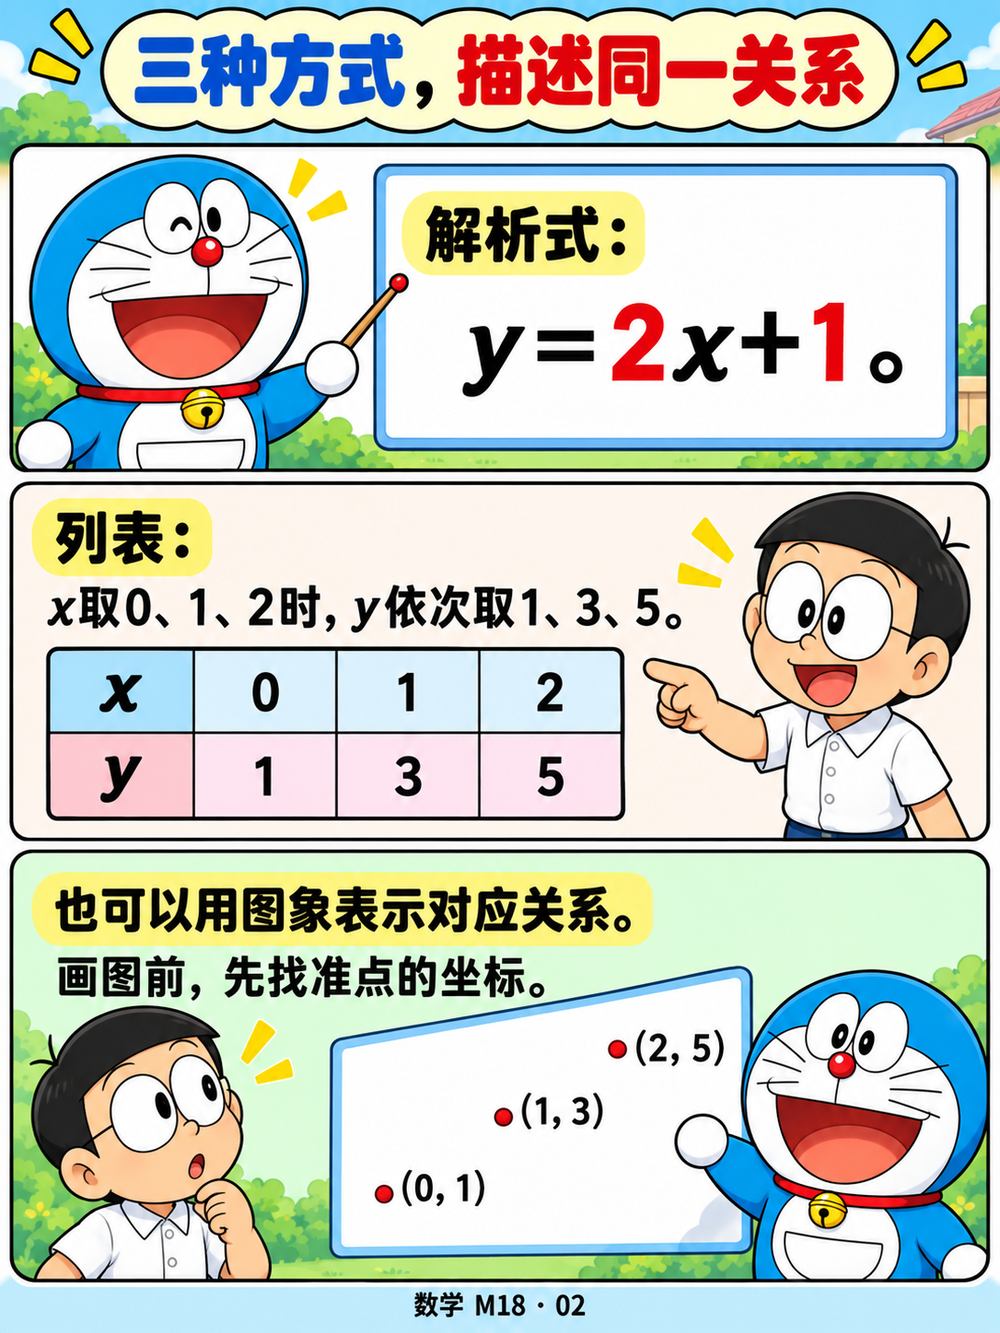 三种方式，描述同一关系
解析式：
y=2x+1。
列表：
x取0、1、2时，y依次取1、3、5。
x 0 1 2
y 1 3 5
也可以用图象表示对应关系。
画图前，先找准点的坐标。
(2, 5)
(1, 3)
(0, 1)
数学 M18 · 02